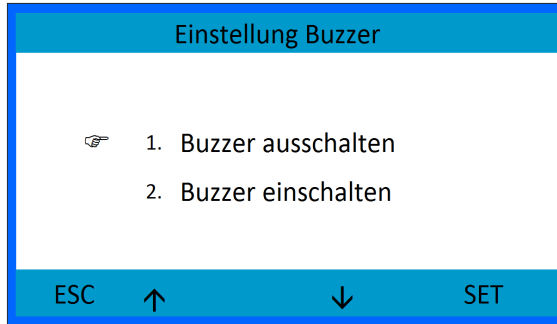 Einstellung Buzzer
☞ 1. Buzzer ausschalten
2. Buzzer einschalten
ESC ↑ ↓ SET